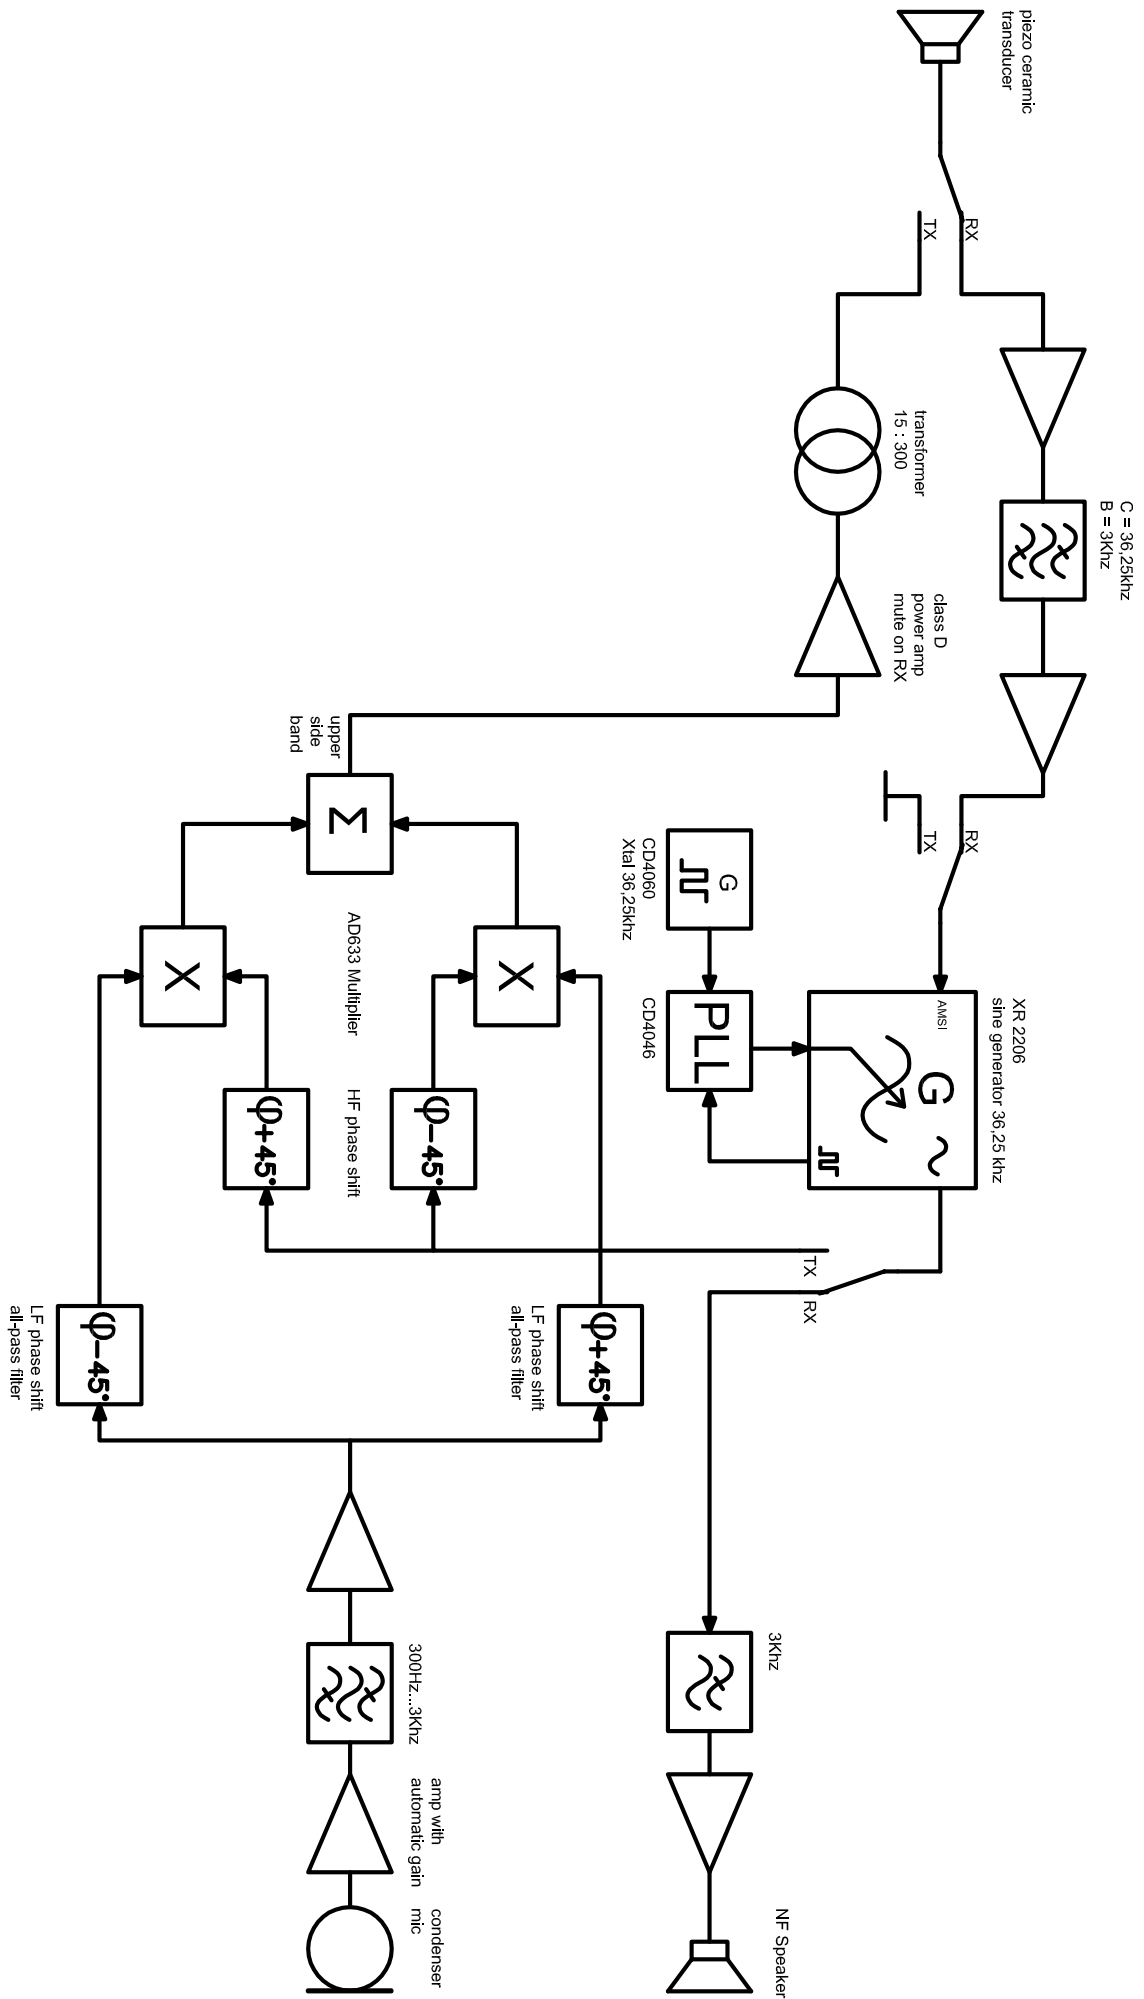 piezo ceramic
transducer
RX
TX
C = 36,25khz
B = 3Khz
transformer
15 : 300
class D
power amp
mute on RX
RX
TX
XR 2206
sine generator 36,25 khz
AMSI
G
G
CD4060
Xtal 36,25khz
PLL
CD4046
TX
RX
3Khz
NF Speaker
upper
side
band
Σ
X
X
AD633 Multiplier
HF phase shift
φ-45°
φ+45°
φ+45°
LF phase shift
all-pass filter
φ-45°
LF phase shift
all-pass filter
300Hz...3Khz
amp with
automatic gain
condenser
mic